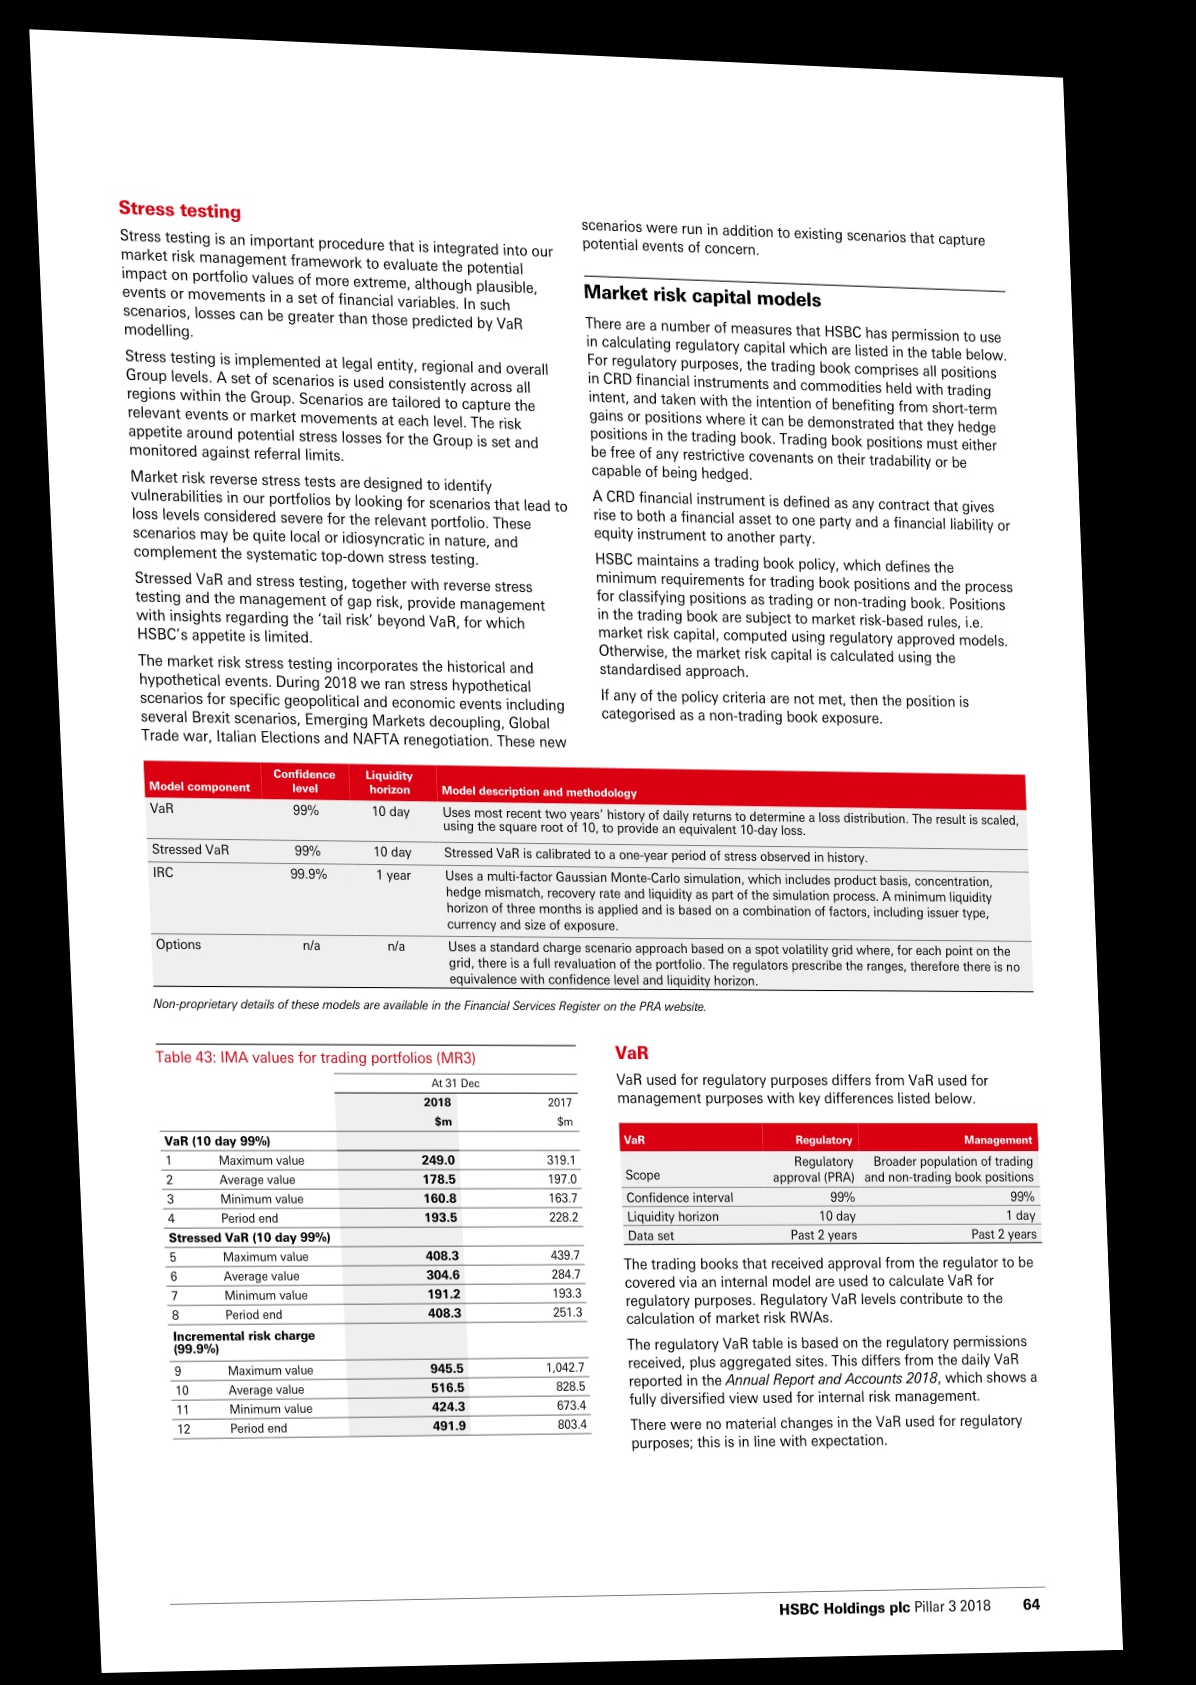 Stress testing
Stress testing is an important procedure that is integrated into our
market risk management framework to evaluate the potential
impact on portfolio values of more extreme, although plausible,
events or movements in a set of financial variables. In such
scenarios, losses can be greater than those predicted by VaR
modelling.
Stress testing is implemented at legal entity, regional and overall
Group levels. A set of scenarios is used consistently across all
regions within the Group. Scenarios are tailored to capture the
relevant events or market movements at each level. The risk
appetite around potential stress losses for the Group is set and
monitored against referral limits.
Market risk reverse stress tests are designed to identify
vulnerabilities in our portfolios by looking for scenarios that lead to
loss levels considered severe for the relevant portfolio. These
scenarios may be quite local or idiosyncratic in nature, and
complement the systematic top-down stress testing.
Stressed VaR and stress testing, together with reverse stress
testing and the management of gap risk, provide management
with insights regarding the ‘tail risk’ beyond VaR, for which
HSBC’s appetite is limited.
The market risk stress testing incorporates the historical and
hypothetical events. During 2018 we ran stress hypothetical
scenarios for specific geopolitical and economic events including
several Brexit scenarios, Emerging Markets decoupling, Global
Trade war, Italian Elections and NAFTA renegotiation. These new
scenarios were run in addition to existing scenarios that capture
potential events of concern.
Market risk capital models
There are a number of measures that HSBC has permission to use
in calculating regulatory capital which are listed in the table below.
For regulatory purposes, the trading book comprises all positions
in CRD financial instruments and commodities held with trading
intent, and taken with the intention of benefiting from short-term
gains or positions where it can be demonstrated that they hedge
positions in the trading book. Trading book positions must either
be free of any restrictive covenants on their tradability or be
capable of being hedged.
A CRD financial instrument is defined as any contract that gives
rise to both a financial asset to one party and a financial liability or
equity instrument to another party.
HSBC maintains a trading book policy, which defines the
minimum requirements for trading book positions and the process
for classifying positions as trading or non-trading book. Positions
in the trading book are subject to market risk-based rules, i.e.
market risk capital, computed using regulatory approved models.
Otherwise, the market risk capital is calculated using the
standardised approach.
If any of the policy criteria are not met, then the position is
categorised as a non-trading book exposure.
Model component Confidence level Liquidity horizon Model description and methodology
VaR 99% 10 day Uses most recent two years’ history of daily returns to determine a loss distribution. The result is scaled,
using the square root of 10, to provide an equivalent 10-day loss.
Stressed VaR 99% 10 day Stressed VaR is calibrated to a one-year period of stress observed in history.
IRC 99.9% 1 year Uses a multi-factor Gaussian Monte-Carlo simulation, which includes product basis, concentration,
hedge mismatch, recovery rate and liquidity as part of the simulation process. A minimum liquidity
horizon of three months is applied and is based on a combination of factors, including issuer type,
currency and size of exposure.
Options n/a n/a Uses a standard charge scenario approach based on a spot volatility grid where, for each point on the
grid, there is a full revaluation of the portfolio. The regulators prescribe the ranges, therefore there is no
equivalence with confidence level and liquidity horizon.
Non-proprietary details of these models are available in the Financial Services Register on the PRA website.
Table 43: IMA values for trading portfolios (MR3)
At 31 Dec
2018 2017
$m $m
VaR (10 day 99%)
1 Maximum value 249.0 319.1
2 Average value 178.5 197.0
3 Minimum value 160.8 163.7
4 Period end 193.5 228.2
Stressed VaR (10 day 99%)
5 Maximum value 408.3 439.7
6 Average value 304.6 284.7
7 Minimum value 191.2 193.3
8 Period end 408.3 251.3
Incremental risk charge
(99.9%)
9 Maximum value 945.5 1,042.7
10 Average value 516.5 828.5
11 Minimum value 424.3 673.4
12 Period end 491.9 803.4
VaR
VaR used for regulatory purposes differs from VaR used for
management purposes with key differences listed below.
VaR Regulatory Management
Scope Regulatory approval (PRA) Broader population of trading and non-trading book positions
Confidence interval 99% 99%
Liquidity horizon 10 day 1 day
Data set Past 2 years Past 2 years
The trading books that received approval from the regulator to be
covered via an internal model are used to calculate VaR for
regulatory purposes. Regulatory VaR levels contribute to the
calculation of market risk RWAs.
The regulatory VaR table is based on the regulatory permissions
received, plus aggregated sites. This differs from the daily VaR
reported in the Annual Report and Accounts 2018, which shows a
fully diversified view used for internal risk management.
There were no material changes in the VaR used for regulatory
purposes; this is in line with expectation.
HSBC Holdings plc Pillar 3 2018 64